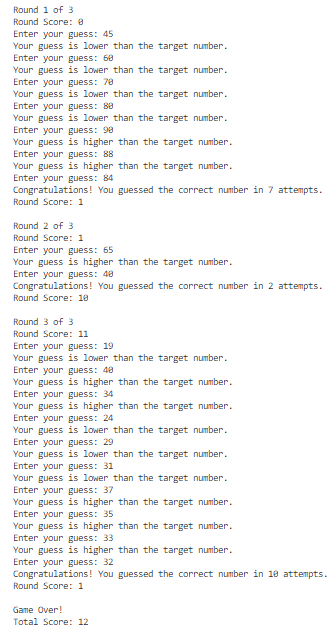 Round 1 of 3
Round Score: 0
Enter your guess: 45
Your guess is lower than the target number.
Enter your guess: 60
Your guess is lower than the target number.
Enter your guess: 70
Your guess is lower than the target number.
Enter your guess: 80
Your guess is lower than the target number.
Enter your guess: 90
Your guess is higher than the target number.
Enter your guess: 88
Your guess is higher than the target number.
Enter your guess: 84
Congratulations! You guessed the correct number in 7 attempts.
Round Score: 1

Round 2 of 3
Round Score: 1
Enter your guess: 65
Your guess is higher than the target number.
Enter your guess: 40
Congratulations! You guessed the correct number in 2 attempts.
Round Score: 10

Round 3 of 3
Round Score: 11
Enter your guess: 19
Your guess is lower than the target number.
Enter your guess: 40
Your guess is higher than the target number.
Enter your guess: 34
Your guess is higher than the target number.
Enter your guess: 24
Your guess is lower than the target number.
Enter your guess: 29
Your guess is lower than the target number.
Enter your guess: 31
Your guess is lower than the target number.
Enter your guess: 37
Your guess is higher than the target number.
Enter your guess: 35
Your guess is higher than the target number.
Enter your guess: 33
Your guess is higher than the target number.
Enter your guess: 32
Congratulations! You guessed the correct number in 10 attempts.
Round Score: 1

Game Over!
Total Score: 12